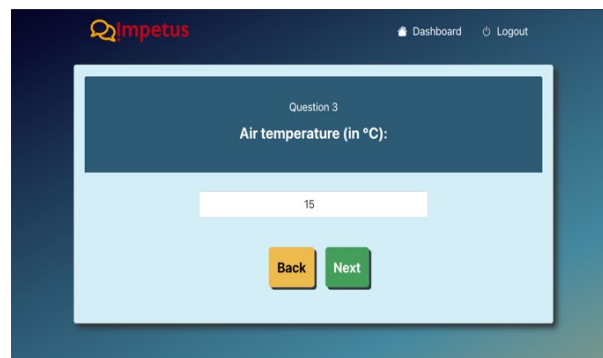 Impetus
Dashboard
Logout
Question 3
Air temperature (in °C):
15
Back
Next